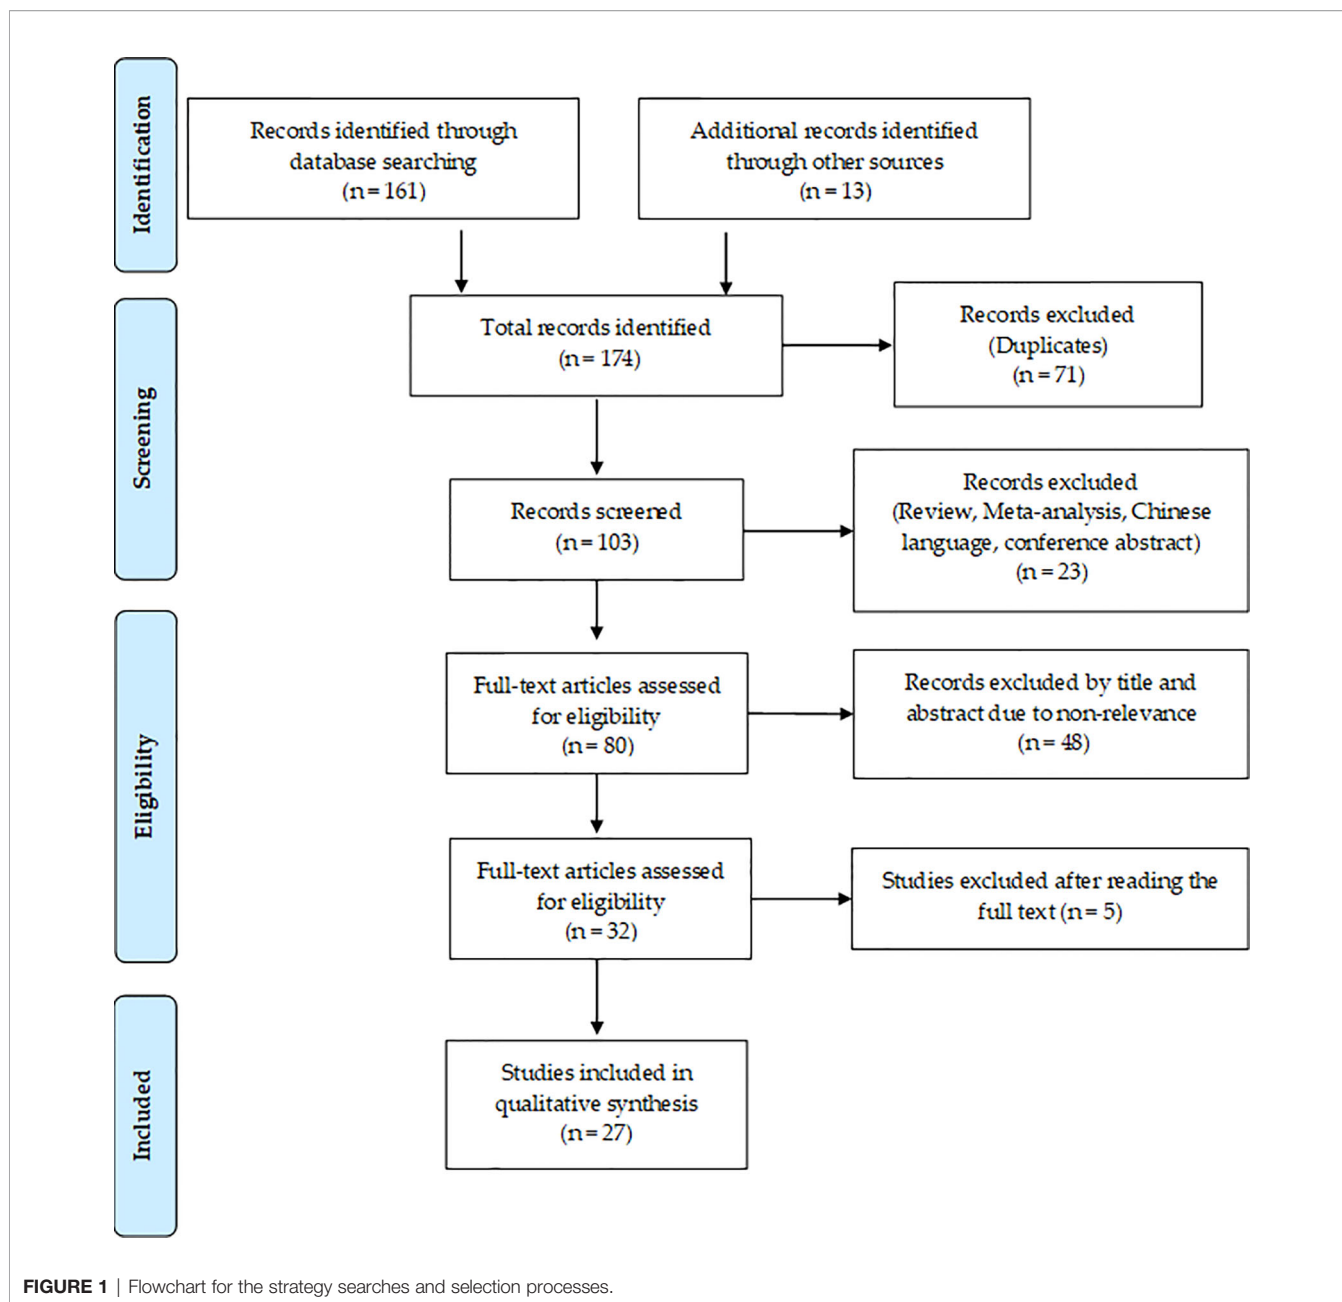 Identification
Records identified through
database searching
(n = 161)
Additional records identified
through other sources
(n = 13)
Screening
Total records identified
(n = 174)
Records excluded
(Duplicates)
(n = 71)
Records screened
(n = 103)
Records excluded
(Review, Meta-analysis, Chinese
language, conference abstract)
(n = 23)
Eligibility
Full-text articles assessed
for eligibility
(n = 80)
Records excluded by title and
abstract due to non-relevance
(n = 48)
Full-text articles assessed
for eligibility
(n = 32)
Studies excluded after reading the
full text (n = 5)
Included
Studies included in
qualitative synthesis
(n = 27)
FIGURE 1 | Flowchart for the strategy searches and selection processes.